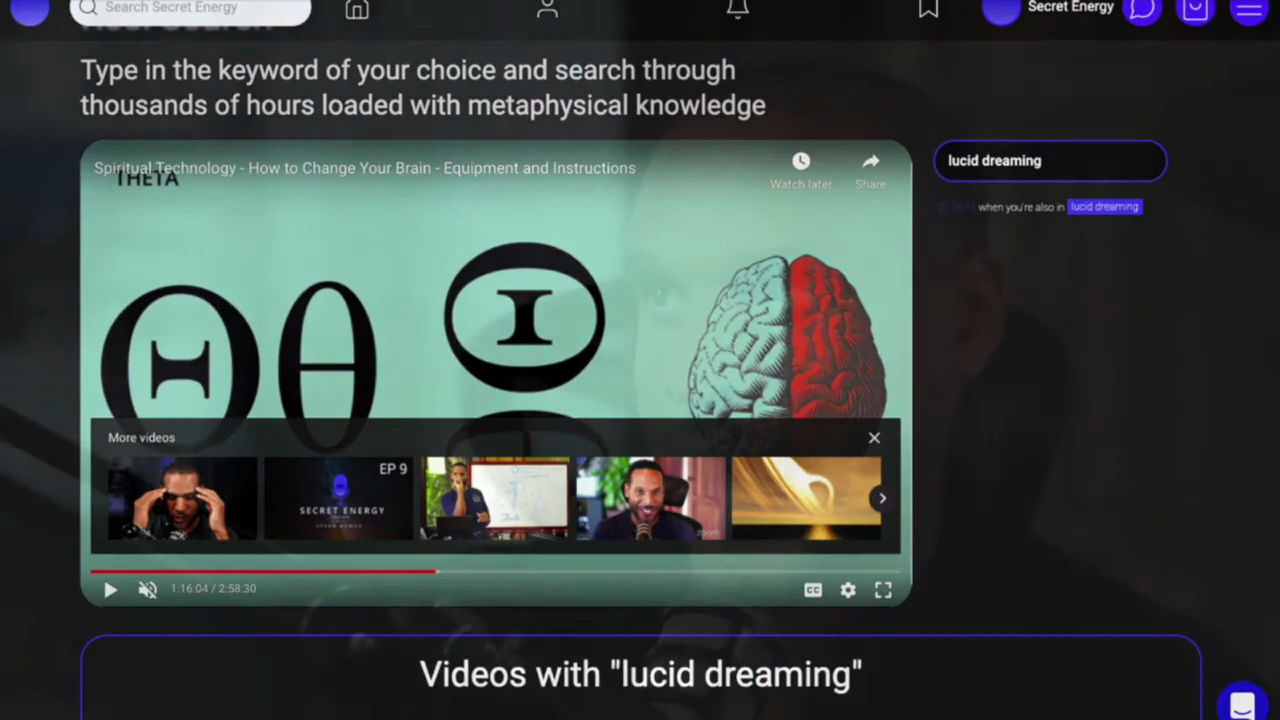 Search Secret Energy
Secret Energy
Type in the keyword of your choice and search through
thousands of hours loaded with metaphysical knowledge
Spiritual Technology - How to Change Your Brain - Equipment and Instructions
Watch later
Share
THETA
lucid dreaming
when you're also in lucid dreaming
Θ θ
More videos
EP 9
SECRET ENERGY
zoom
1:16:04 / 2:58:30
CC
Videos with "lucid dreaming"